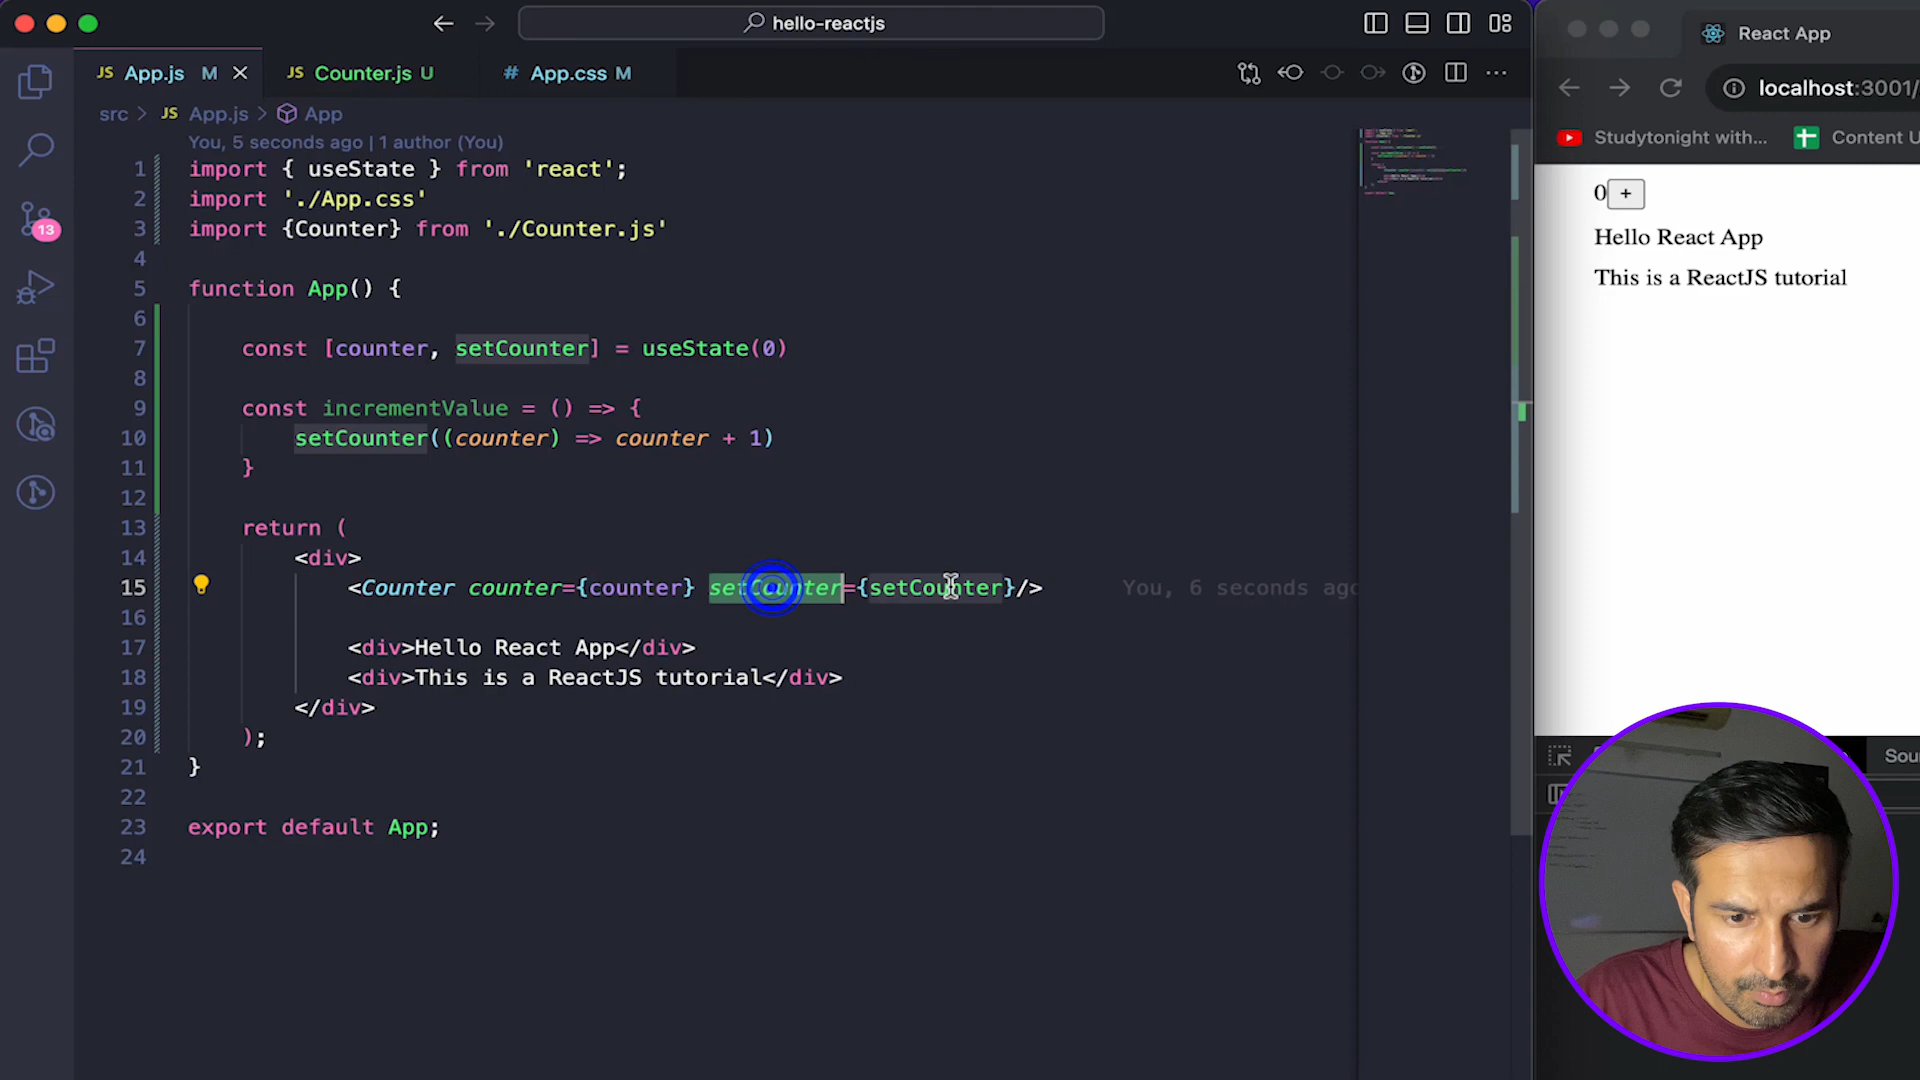 hello-reactjs
React App
JS App.js M
JS Counter.js U
# App.css M
localhost:3001/
src > JS App.js > App
Studytonight with...
Content U
You, 5 seconds ago | 1 author (You)
1 import { useState } from 'react';
2 import './App.css'
3 import {Counter} from './Counter.js'
4
5 function App() {
6
7 const [counter, setCounter] = useState(0)
8
9 const incrementValue = () => {
10 setCounter((counter) => counter + 1)
11 }
12
13 return (
14 <div>
15 <Counter counter={counter} setCounter={setCounter}/> You, 6 seconds ago
16
17 <div>Hello React App</div>
18 <div>This is a ReactJS tutorial</div>
19 </div>
20 );
21 }
22
23 export default App;
24
13
0 +
Hello React App
This is a ReactJS tutorial
Sou